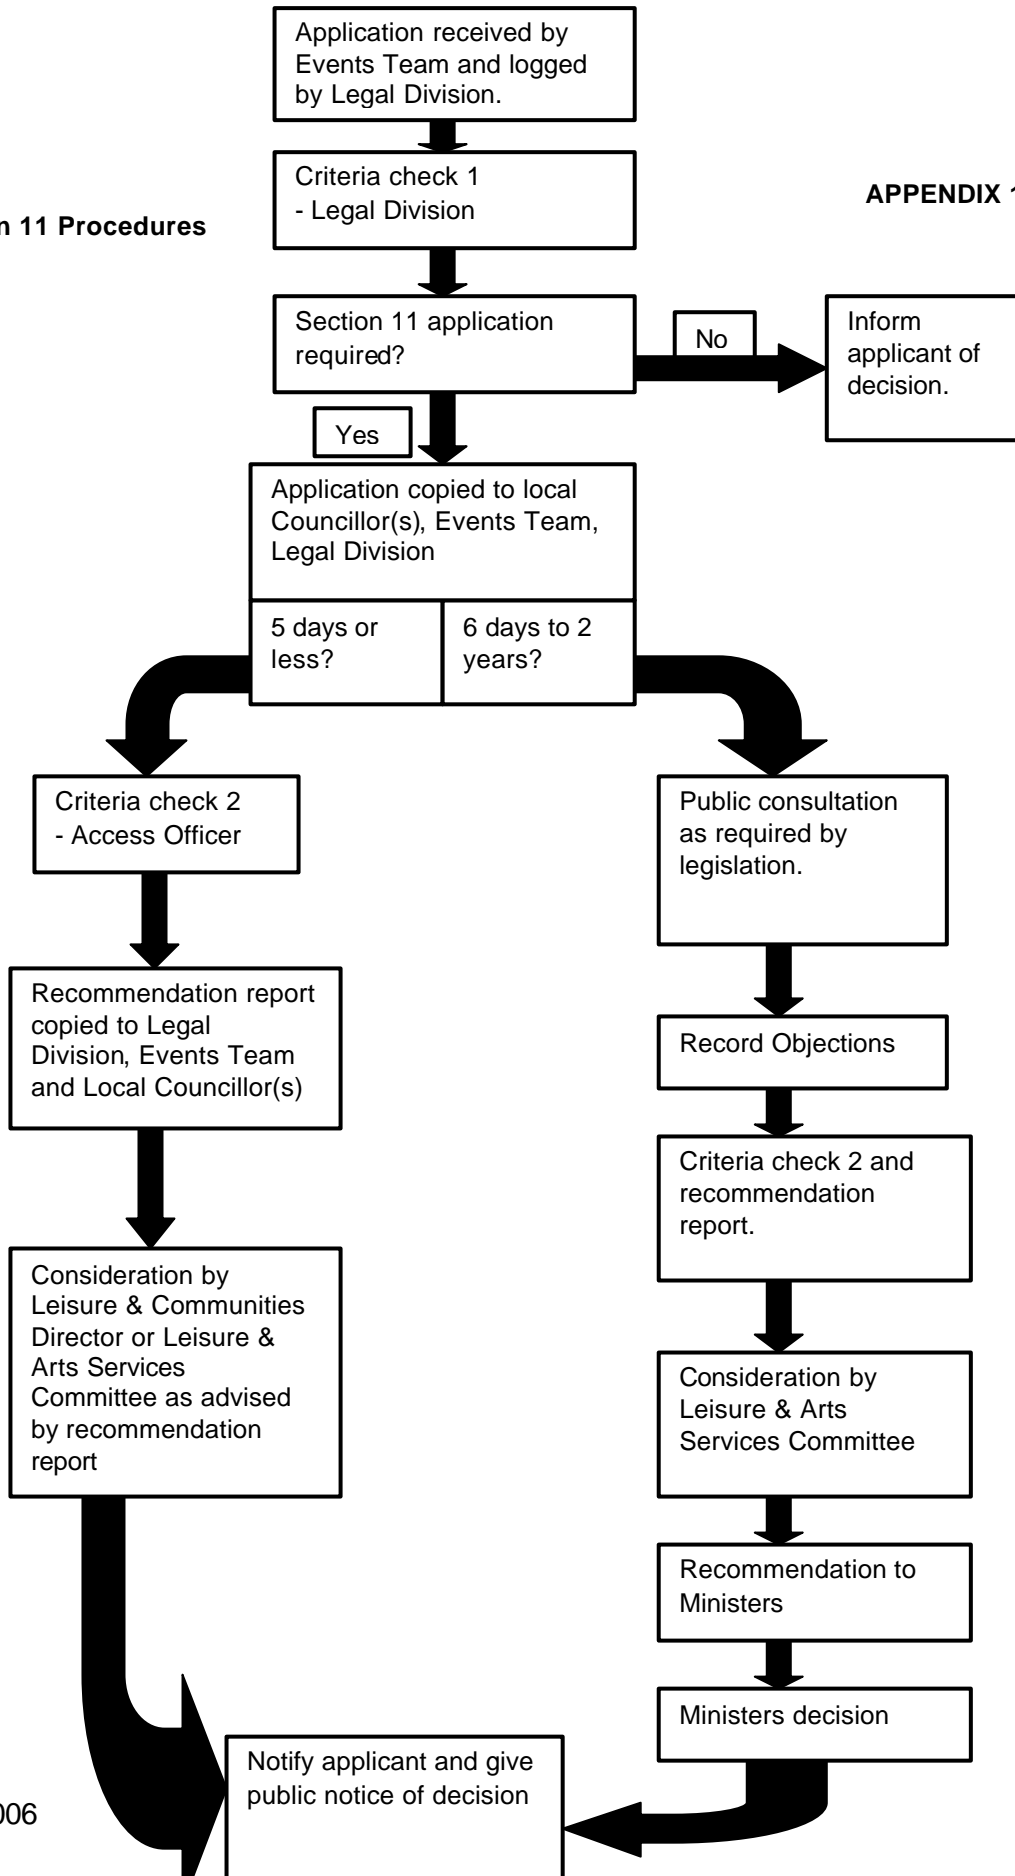 Application received by
Events Team and logged
by Legal Division.
Criteria check 1
- Legal Division
APPENDIX 1
n 11 Procedures
Section 11 application
required?
No
Inform
applicant of
decision.
Yes
Application copied to local
Councillor(s), Events Team,
Legal Division
5 days or
less?
6 days to 2
years?
Criteria check 2
- Access Officer
Recommendation report
copied to Legal
Division, Events Team
and Local Councillor(s)
Consideration by
Leisure & Communities
Director or Leisure &
Arts Services
Committee as advised
by recommendation
report
Public consultation
as required by
legislation.
Record Objections
Criteria check 2 and
recommendation
report.
Consideration by
Leisure & Arts
Services Committee
Recommendation to
Ministers
Ministers decision
Notify applicant and give
public notice of decision
006